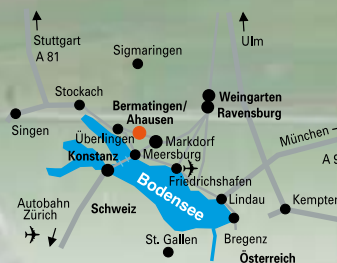 Stuttgart
A 81
Ulm
Sigmaringen
Stockach
Weingarten
Ravensburg
Bermatingen/
Ahausen
Singen
Überlingen
Markdorf
München
Konstanz
Meersburg
A 9
Friedrichshafen
Bodensee
Lindau
Kempten
Autobahn
Zürich
Schweiz
St. Gallen
Bregenz
Österreich